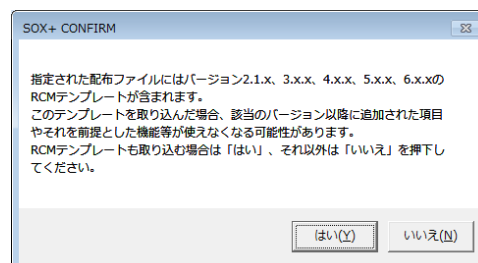 SOX+ CONFIRM
指定された配布ファイルにはバージョン2.1.x、3.x.x、4.x.x、5.x.x、6.x.xの
RCMテンプレートが含まれます。
このテンプレートを取り込んだ場合、該当のバージョン以降に追加された項目
やそれを前提とした機能等が使えなくなる可能性があります。
RCMテンプレートも取り込む場合は「はい」、それ以外は「いいえ」を押下し
てください。
はい(Y) いいえ(N)